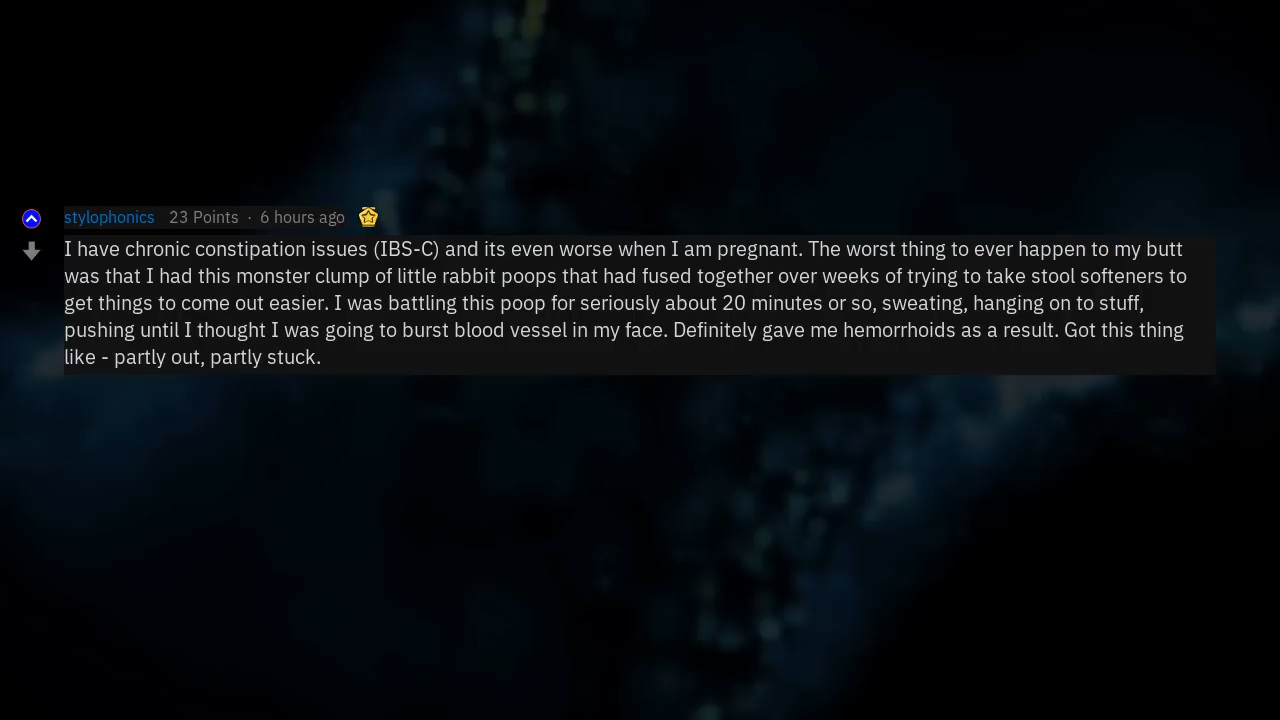 stylophonics 23 Points · 6 hours ago
I have chronic constipation issues (IBS-C) and its even worse when I am pregnant. The worst thing to ever happen to my butt
was that I had this monster clump of little rabbit poops that had fused together over weeks of trying to take stool softeners to
get things to come out easier. I was battling this poop for seriously about 20 minutes or so, sweating, hanging on to stuff,
pushing until I thought I was going to burst blood vessel in my face. Definitely gave me hemorrhoids as a result. Got this thing
like - partly out, partly stuck.